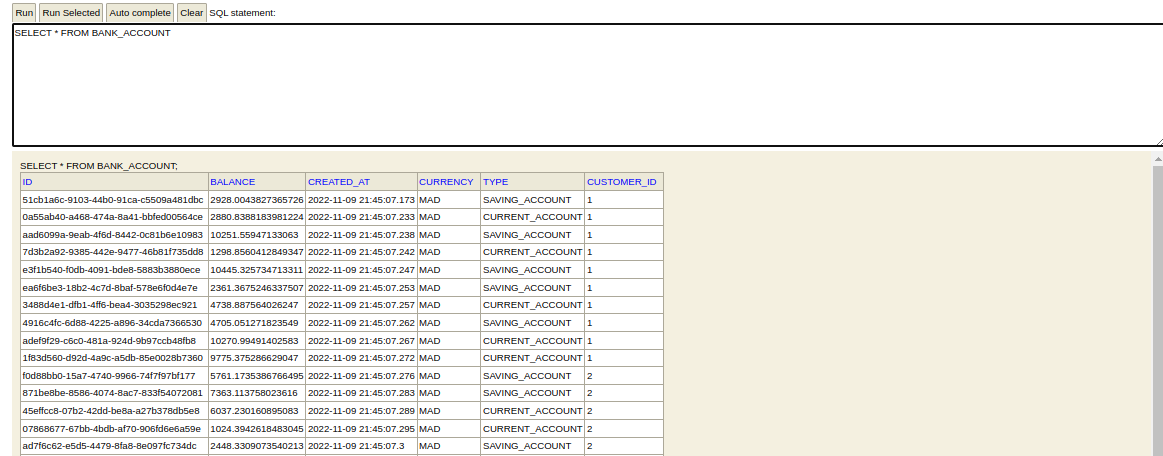 Run Run Selected Auto complete Clear SQL statement:
SELECT * FROM BANK_ACCOUNT
SELECT * FROM BANK_ACCOUNT;
ID BALANCE CREATED_AT CURRENCY TYPE CUSTOMER_ID
51cb1a6c-9103-44b0-91ca-c5509a481dbc 2928.0043827365726 2022-11-09 21:45:07.173 MAD SAVING_ACCOUNT 1
0a55ab40-a468-474a-8a41-bbfed00564ce 2880.8388183981224 2022-11-09 21:45:07.233 MAD CURRENT_ACCOUNT 1
aad6099a-9eab-4f6d-8442-0c81b6e10983 10251.55947133063 2022-11-09 21:45:07.238 MAD SAVING_ACCOUNT 1
7d3b2a92-9385-442e-9477-46b81f735dd8 1298.8560412849347 2022-11-09 21:45:07.242 MAD CURRENT_ACCOUNT 1
e3f1b540-f0db-4091-bde8-5883b3880ece 10445.325734713311 2022-11-09 21:45:07.247 MAD SAVING_ACCOUNT 1
ea6f6be3-18b2-4c7d-8baf-578e6f0d4e7e 2361.3675246337507 2022-11-09 21:45:07.253 MAD SAVING_ACCOUNT 1
3488d4e1-dfb1-4ff6-bea4-3035298ec921 4738.887564026247 2022-11-09 21:45:07.257 MAD CURRENT_ACCOUNT 1
4916c4fc-6d88-4225-a896-34cda7366530 4705.051271823549 2022-11-09 21:45:07.262 MAD SAVING_ACCOUNT 1
adef9f29-c6c0-481a-924d-9b97ccb48fb8 10270.99491402583 2022-11-09 21:45:07.267 MAD CURRENT_ACCOUNT 1
1f83d560-d92d-4a9c-a5db-85e0028b7360 9775.375286629047 2022-11-09 21:45:07.272 MAD CURRENT_ACCOUNT 1
f0d88bb0-15a7-4740-9966-74f7f97bf177 5761.1735386766495 2022-11-09 21:45:07.276 MAD SAVING_ACCOUNT 2
871be8be-8586-4074-8ac7-833f54072081 7363.113758023616 2022-11-09 21:45:07.283 MAD SAVING_ACCOUNT 2
45effcc8-07b2-42dd-be8a-a27b378db5e8 6037.230160895083 2022-11-09 21:45:07.289 MAD CURRENT_ACCOUNT 2
07868677-67bb-4bdb-af70-906fd6e6a59e 1024.3942618483045 2022-11-09 21:45:07.295 MAD CURRENT_ACCOUNT 2
ad7f6c62-e5d5-4479-8fa8-8e097fc734dc 2448.3309073540213 2022-11-09 21:45:07.3 MAD SAVING_ACCOUNT 2